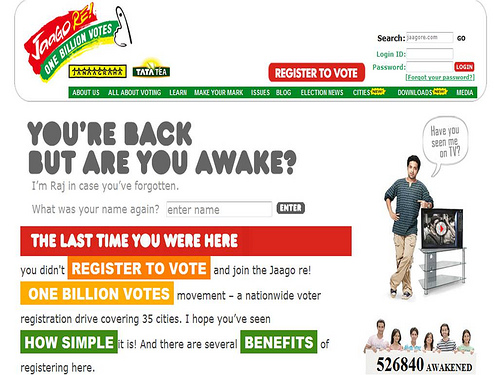 Jaago RE!
ONE BILLION VOTES
JANAAGRAHA
TATA TEA
REGISTER TO VOTE
Search: jaagore.com GO
Login ID:
Password: LOGIN
[Forgot your password?]
ABOUT US ALL ABOUT VOTING LEARN MAKE YOUR MARK ISSUES BLOG ELECTION NEWS CITIES DOWNLOADS MEDIA
YOU'RE BACK
BUT ARE YOU AWAKE?
I'm Raj in case you've forgotten.
What was your name again? enter name ENTER
Have you
seen me
on TV?
THE LAST TIME YOU WERE HERE
you didn't REGISTER TO VOTE and join the Jaago re!
ONE BILLION VOTES movement – a nationwide voter
registration drive covering 35 cities. I hope you've seen
HOW SIMPLE it is! And there are several BENEFITS of
registering here.
526840 AWAKENED